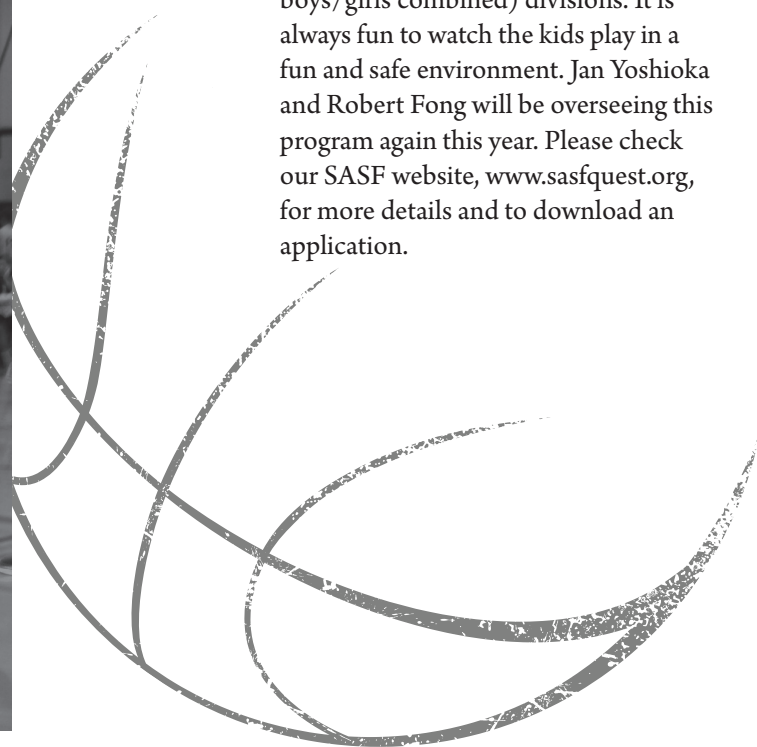 boys/girls combined) divisions. It is
always fun to watch the kids play in a
fun and safe environment. Jan Yoshioka
and Robert Fong will be overseeing this
program again this year. Please check
our SASF website, www.sasfquest.org,
for more details and to download an
application.